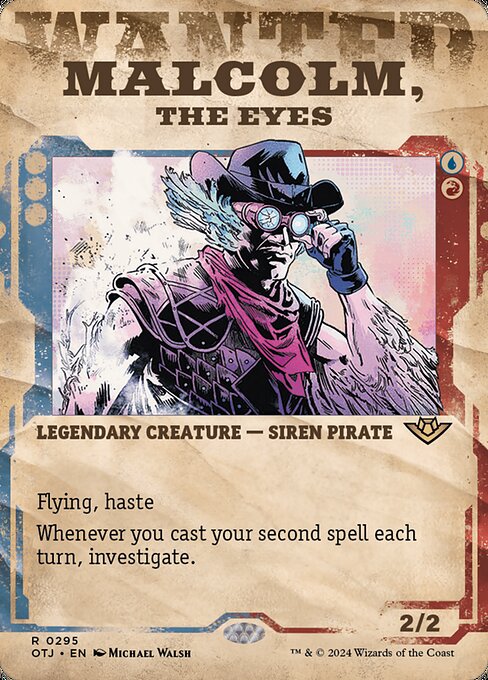 WANTED
MALCOLM,
THE EYES
LEGENDARY CREATURE — SIREN PIRATE
Flying, haste
Whenever you cast your second spell each
turn, investigate.
2/2
R 0295
OTJ • EN Michael Walsh
™ & © 2024 Wizards of the Coast